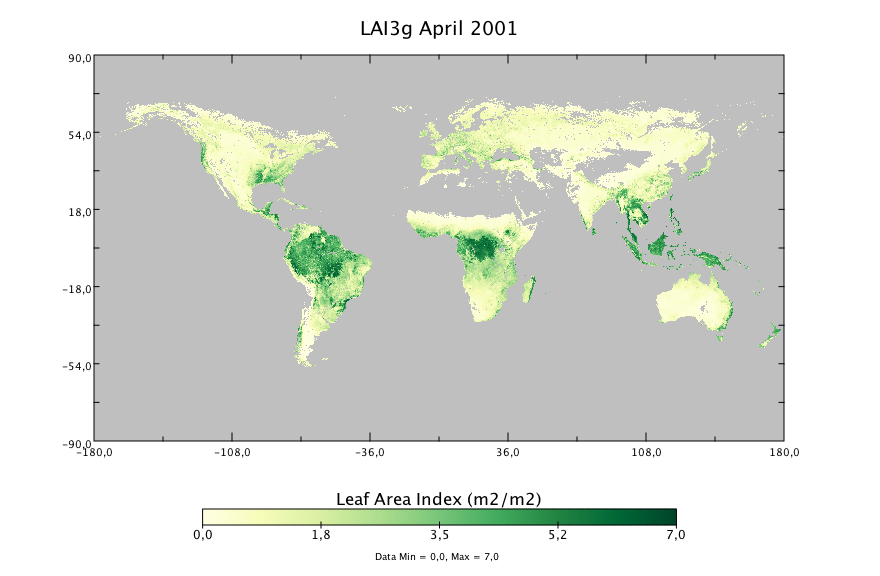 LAI3g April 2001
90,0
54,0
18,0
−18,0
−54,0
−90,0
−180,0 −108,0 −36,0 36,0 108,0 180,0
Leaf Area Index (m2/m2)
0,0 1,8 3,5 5,2 7,0
Data Min = 0,0, Max = 7,0